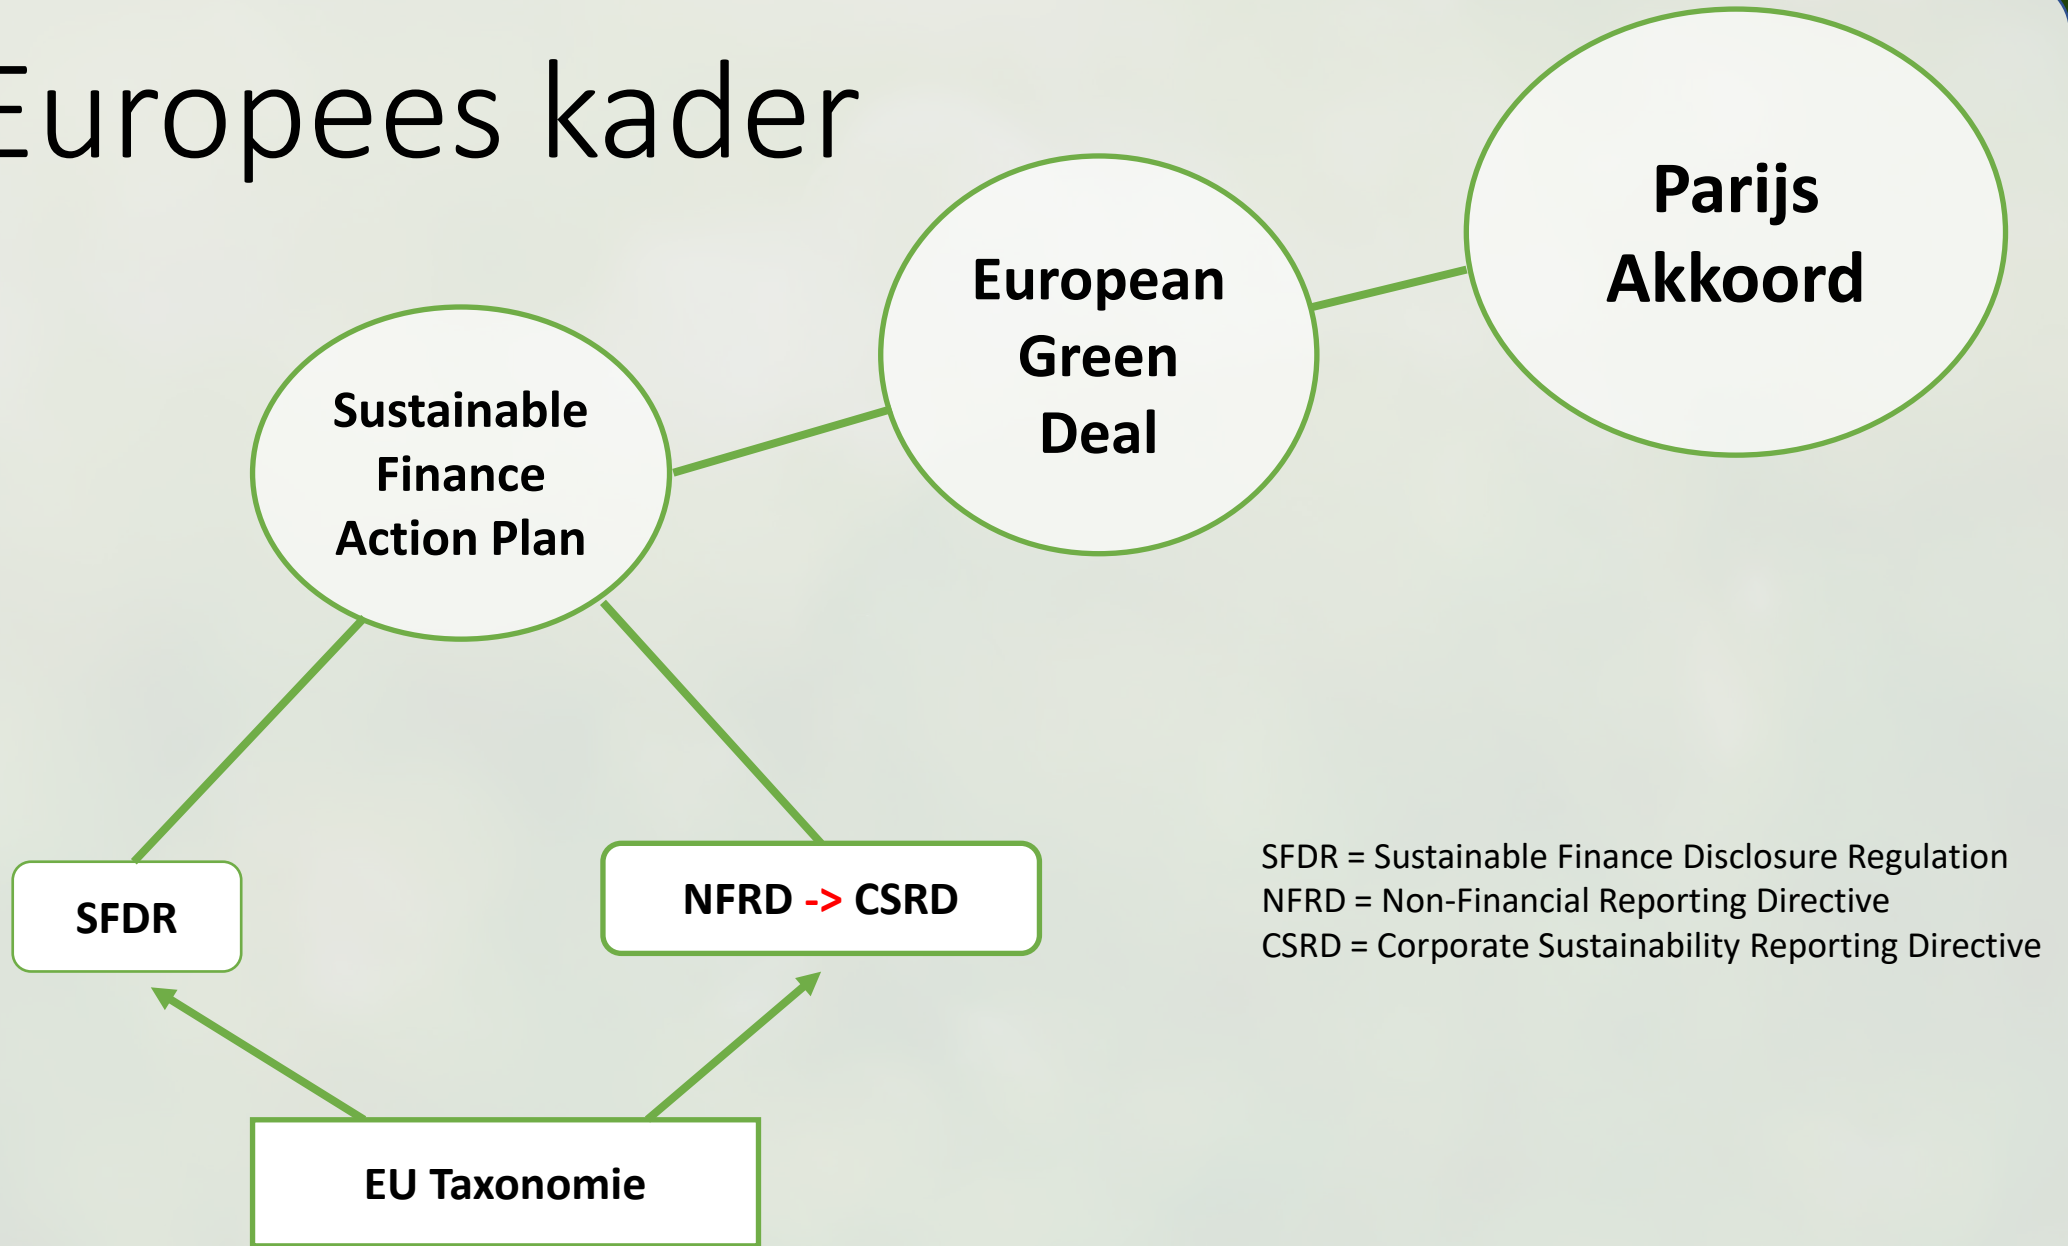 Europees kader
Parijs
Akkoord
European
Green
Deal
Sustainable
Finance
Action Plan
SFDR
NFRD -> CSRD
SFDR = Sustainable Finance Disclosure Regulation
NFRD = Non-Financial Reporting Directive
CSRD = Corporate Sustainability Reporting Directive
EU Taxonomie